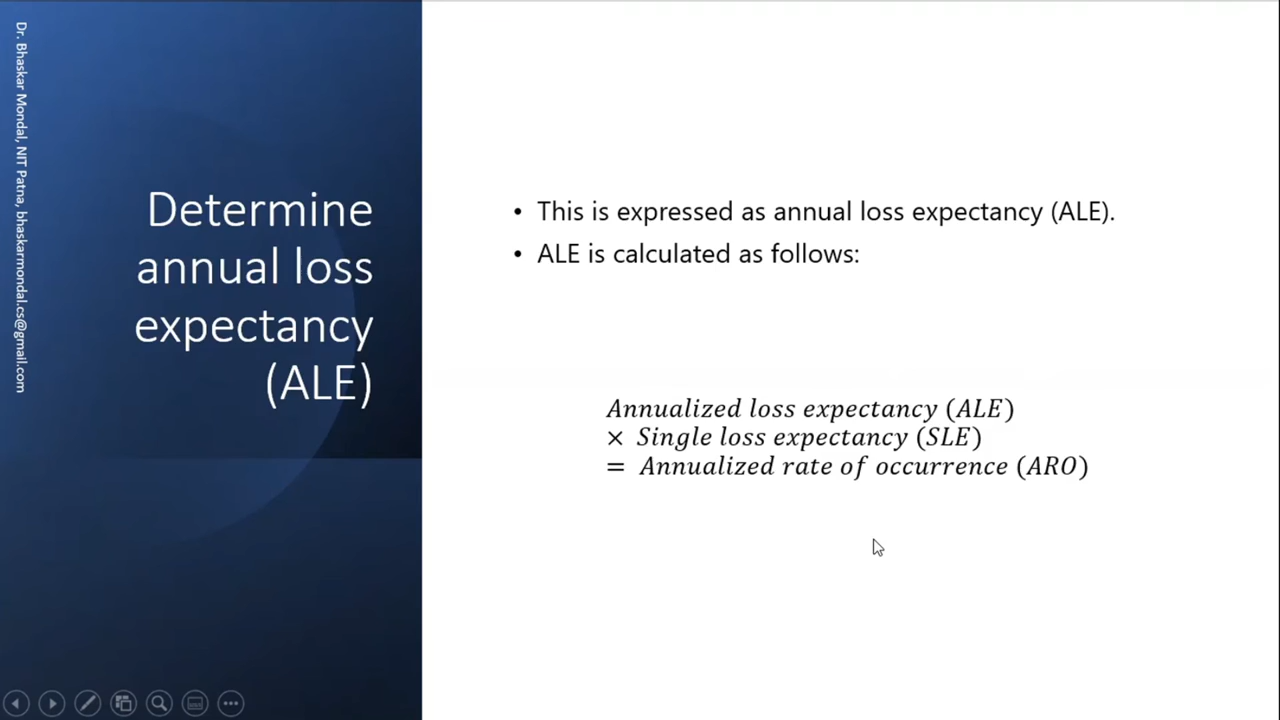 Dr. Bhaskar Mondal, NIT Patna, bhaskarmondal.cs@gmail.com
Determine
annual loss
expectancy
(ALE)
• This is expressed as annual loss expectancy (ALE).
• ALE is calculated as follows:
Annualized loss expectancy (ALE)
× Single loss expectancy (SLE)
= Annualized rate of occurrence (ARO)